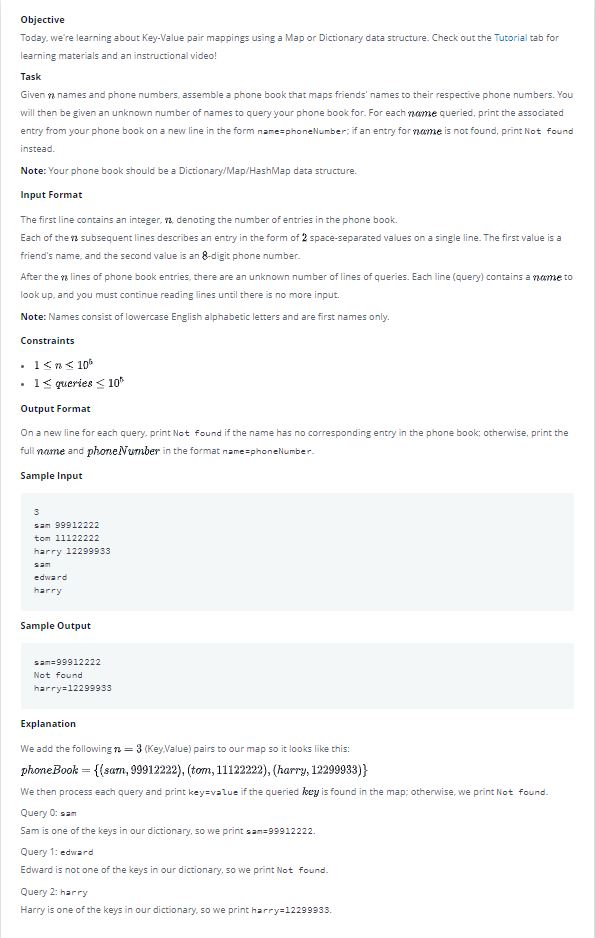 Objective
Today, we're learning about Key-Value pair mappings using a Map or Dictionary data structure. Check out the Tutorial tab for
learning materials and an instructional video!
Task
Given n names and phone numbers, assemble a phone book that maps friends' names to their respective phone numbers. You
will then be given an unknown number of names to query your phone book for. For each name queried, print the associated
entry from your phone book on a new line in the form name=phoneNumber; if an entry for name is not found, print Not found
instead.
Note: Your phone book should be a Dictionary/Map/HashMap data structure.
Input Format
The first line contains an integer, n, denoting the number of entries in the phone book.
Each of the n subsequent lines describes an entry in the form of 2 space-separated values on a single line. The first value is a
friend's name, and the second value is an 8-digit phone number.
After the n lines of phone book entries, there are an unknown number of lines of queries. Each line (query) contains a name to
look up, and you must continue reading lines until there is no more input.
Note: Names consist of lowercase English alphabetic letters and are first names only.
Constraints
• 1 ≤ n ≤ 10⁵
• 1 ≤ queries ≤ 10⁵
Output Format
On a new line for each query, print Not found if the name has no corresponding entry in the phone book; otherwise, print the
full name and phoneNumber in the format name=phoneNumber.
Sample Input
3
sam 99912222
tom 11122222
harry 12299933
sam
edward
harry
Sample Output
sam=99912222
Not found
harry=12299933
Explanation
We add the following n = 3 (Key,Value) pairs to our map so it looks like this:
phoneBook = {(sam, 99912222), (tom, 11122222), (harry, 12299933)}
We then process each query and print key=value if the queried key is found in the map; otherwise, we print Not found.
Query 0: sam
Sam is one of the keys in our dictionary, so we print sam=99912222.
Query 1: edward
Edward is not one of the keys in our dictionary, so we print Not found.
Query 2: harry
Harry is one of the keys in our dictionary, so we print harry=12299933.